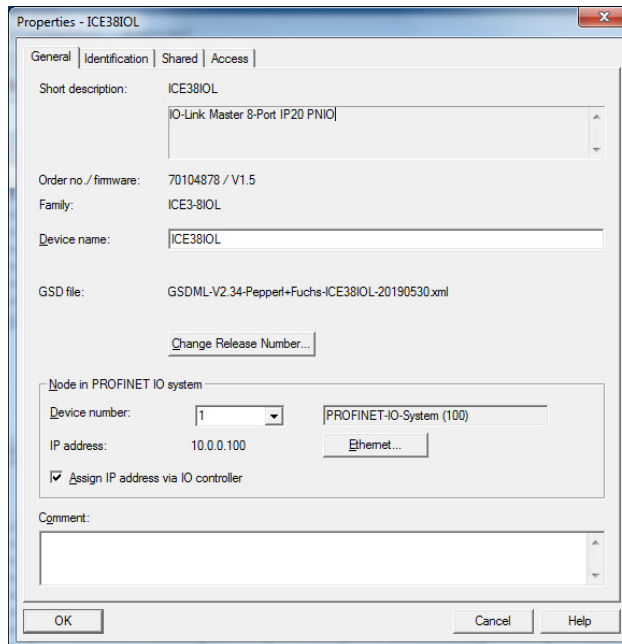 Properties - ICE38IOL
General Identification Shared Access
Short description: ICE38IOL
IO-Link Master 8-Port IP20 PNIO
Order no./ firmware: 70104878 / V1.5
Family: ICE3-8IOL
Device name: ICE38IOL
GSD file: GSDML-V2.34-Pepperl+Fuchs-ICE38IOL-20190530.xml
Change Release Number...
Node in PROFINET IO system
Device number: 1 PROFINET-IO-System (100)
IP address: 10.0.0.100 Ethernet...
Assign IP address via IO controller
Comment:
OK Cancel Help